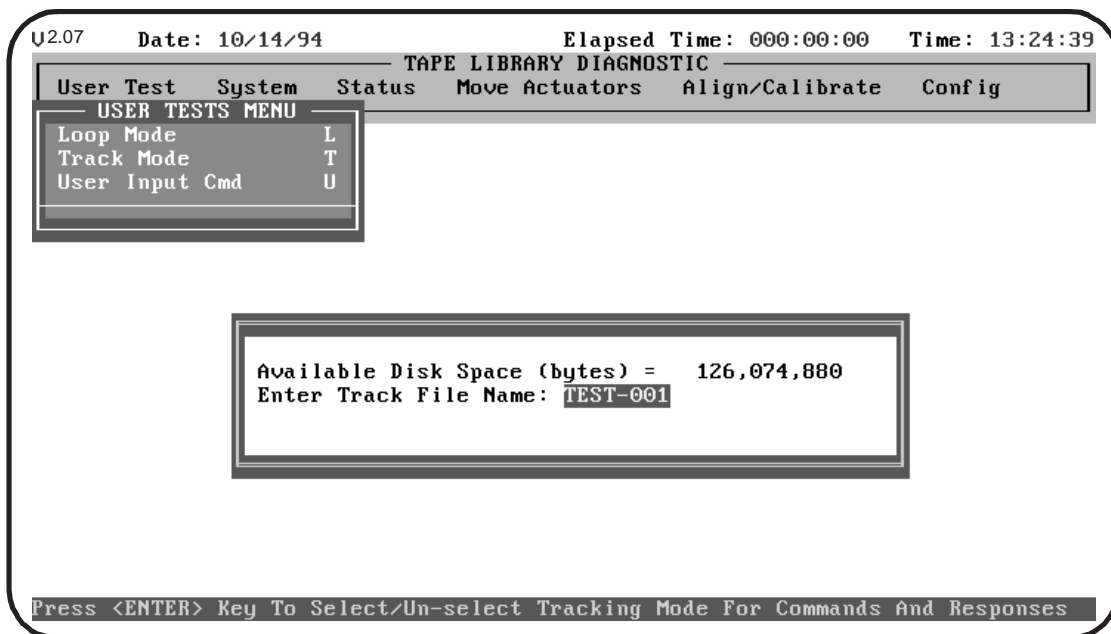 V2.07 Date: 10/14/94 Elapsed Time: 000:00:00 Time: 13:24:39
TAPE LIBRARY DIAGNOSTIC
User Test System Status Move Actuators Align/Calibrate Config
USER TESTS MENU
Loop Mode L
Track Mode T
User Input Cmd U
Available Disk Space (bytes) = 126,074,880
Enter Track File Name: TEST-001
Press <ENTER> Key To Select/Un-select Tracking Mode For Commands And Responses